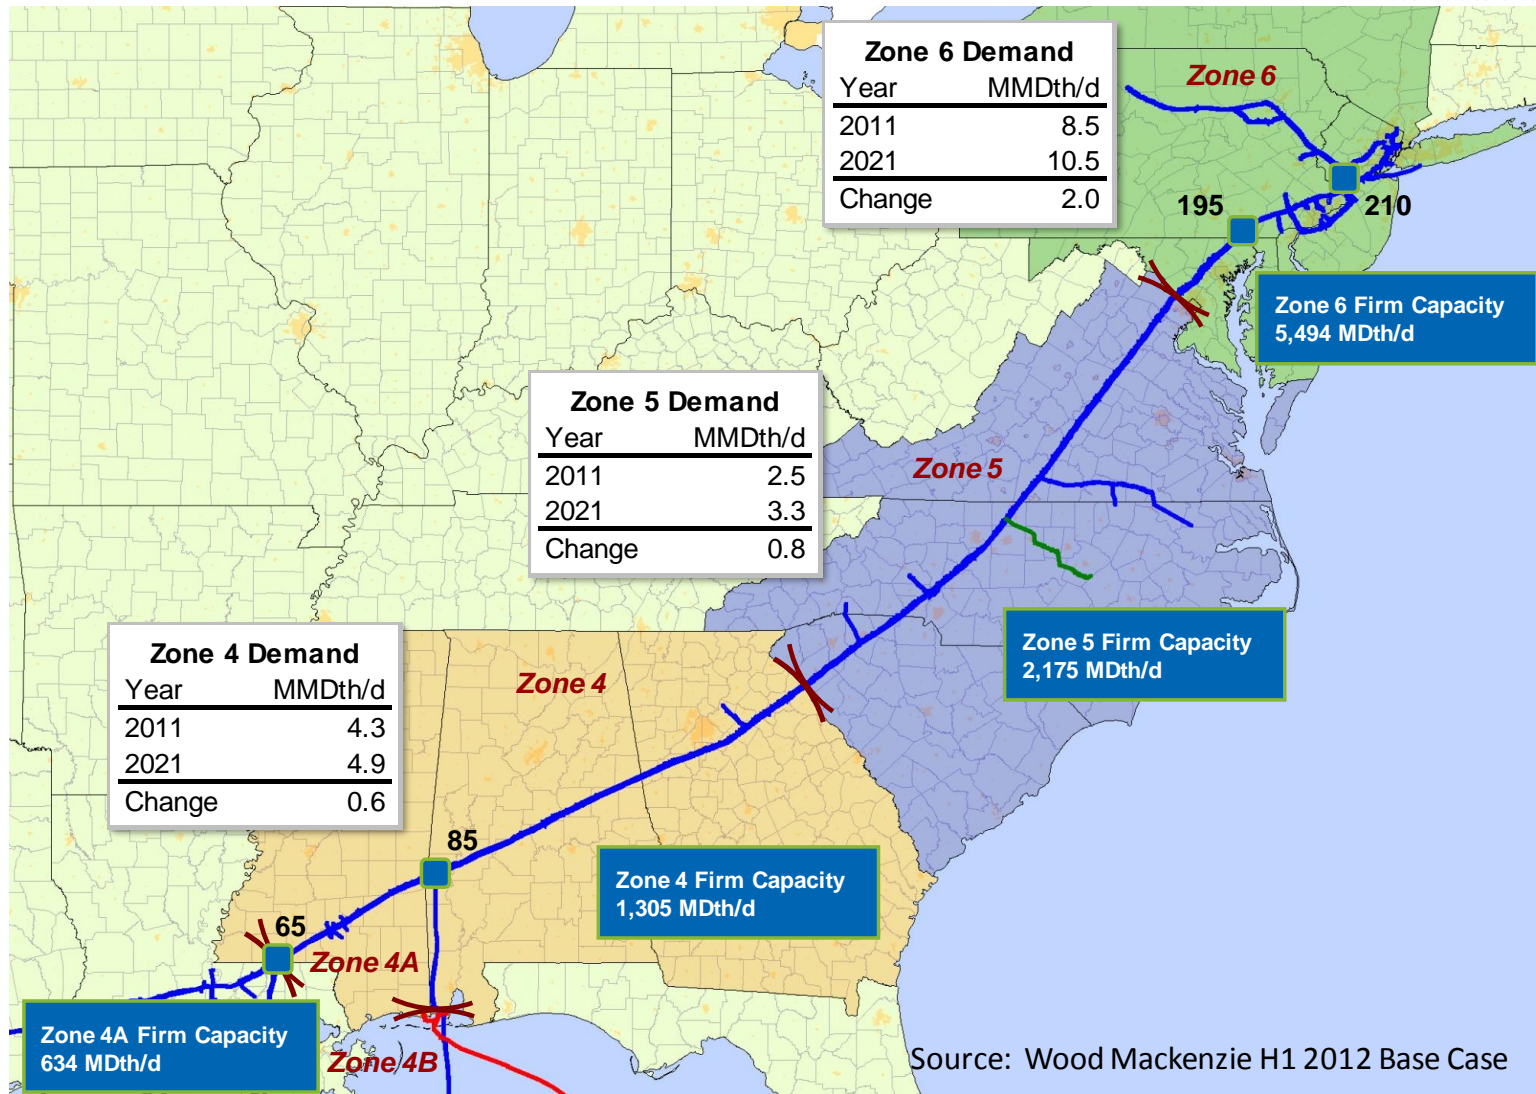 Zone 6 Demand
Year MMDth/d
2011 8.5
2021 10.5
Change 2.0
Zone 6
195
210
Zone 6 Firm Capacity
5,494 MDth/d
Zone 5 Demand
Year MMDth/d
2011 2.5
2021 3.3
Change 0.8
Zone 5
Zone 5 Firm Capacity
2,175 MDth/d
Zone 4 Demand
Year MMDth/d
2011 4.3
2021 4.9
Change 0.6
Zone 4
85
Zone 4 Firm Capacity
1,305 MDth/d
65
Zone 4A
Zone 4A Firm Capacity
634 MDth/d
Zone 4B
Source: Wood Mackenzie H1 2012 Base Case